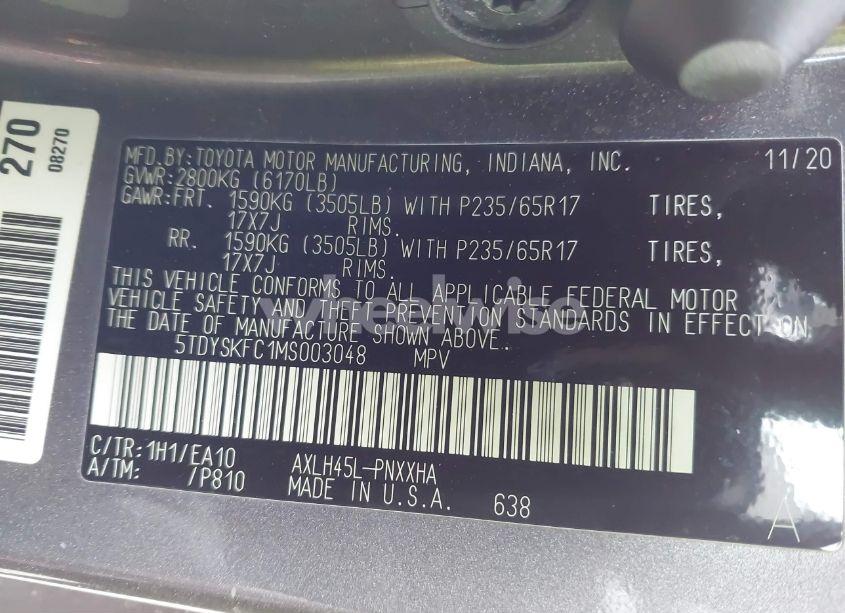 270
08270
MFD.BY:TOYOTA MOTOR MANUFACTURING, INDIANA, INC. 11/20
GVWR:2800KG (6170LB)
GAWR:FRT. 1590KG (3505LB) WITH P235/65R17 TIRES,
17X7J RIMS.
RR. 1590KG (3505LB) WITH P235/65R17 TIRES,
17X7J RIMS.
THIS VEHICLE CONFORMS TO ALL APPLICABLE FEDERAL MOTOR
VEHICLE SAFETY AND THEFT PREVENTION STANDARDS IN EFFECT ON
THE DATE OF MANUFACTURE SHOWN ABOVE.
5TDYSKFC1MS003048 MPV
C/TR:1H1/EA10 AXLH45L-PNXXHA
A/TM: /P810 MADE IN U.S.A. 638
A
wheelwise